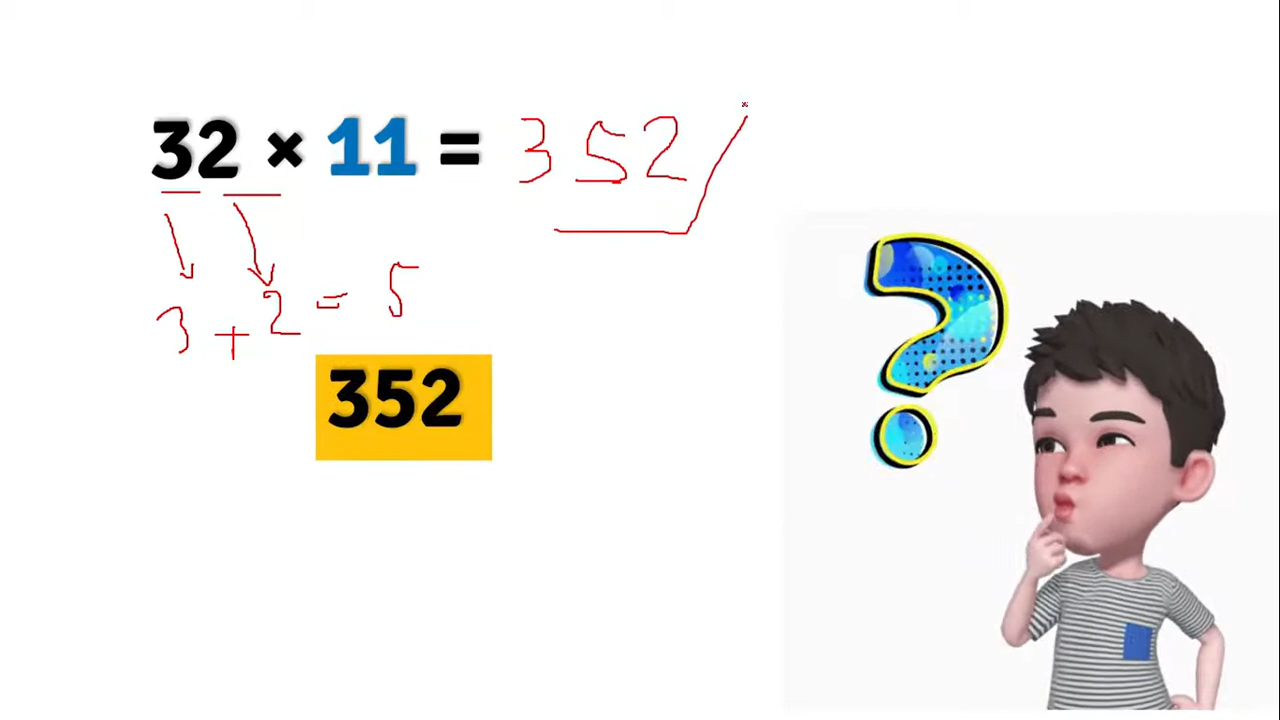 32 × 11 = 352
3 + 2 = 5
352
?